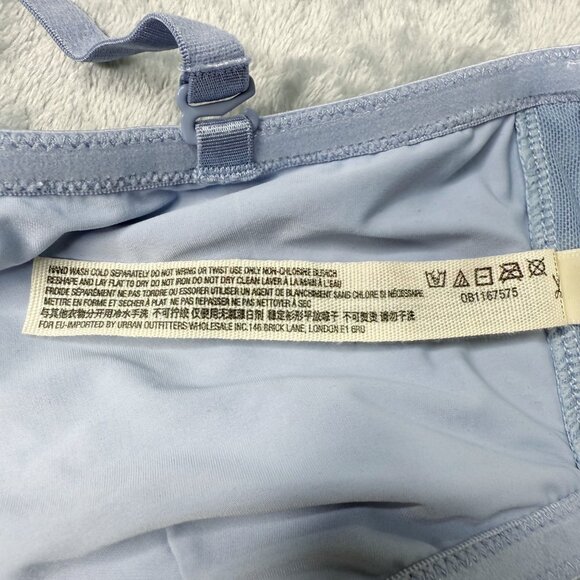 HAND WASH COLD SEPARATELY DO NOT WRING OR TWIST USE ONLY NON-CHLORINE BLEACH
RESHAPE AND LAY FLAT TO DRY DO NOT IRON DO NOT DRY CLEAN LAVER À LA MAIN À L'EAU
FROIDE SÉPARÉMENT NE PAS TORDRE OU ESSORER UTILISER UN AGENT DE BLANCHIMENT SANS CHLORE SI NÉCESSAIRE
METTRE EN FORME ET SÉCHER À PLAT NE PAS REPASSER NE PAS NETTOYER À SEC
与其他衣物分开用冷水手洗 不可拧绞 仅使用无氯漂白剂 平放晾干 不可熨烫 请勿干洗
FOR EU-IMPORTED BY URBAN OUTFITTERS WHOLESALE INC. 146 BRICK LANE, LONDON E1 6RU
OB1167575